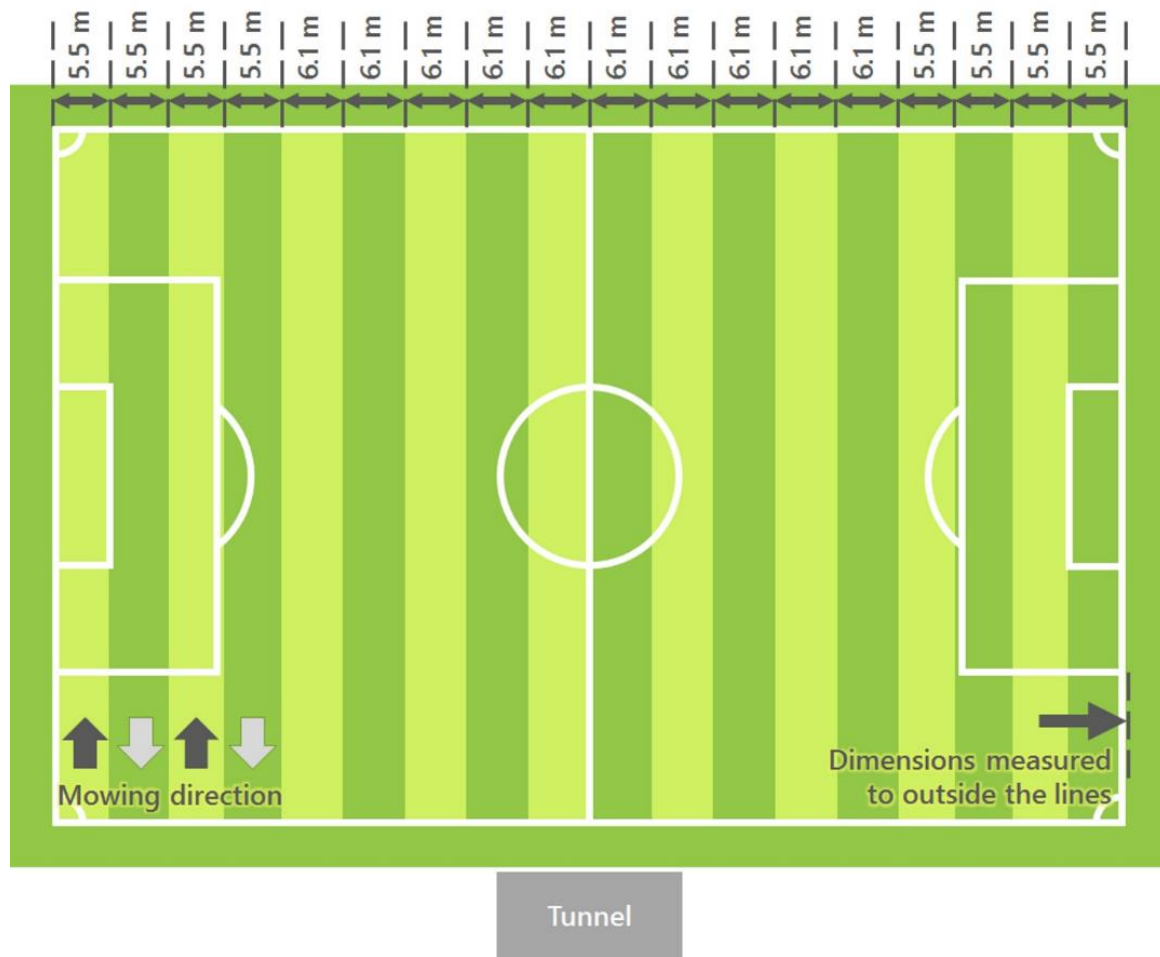 5.5 m 5.5 m 5.5 m 5.5 m 6.1 m 6.1 m 6.1 m 6.1 m 6.1 m 6.1 m 6.1 m 6.1 m 6.1 m 6.1 m 5.5 m 5.5 m 5.5 m 5.5 m
Mowing direction
Dimensions measured
to outside the lines
Tunnel